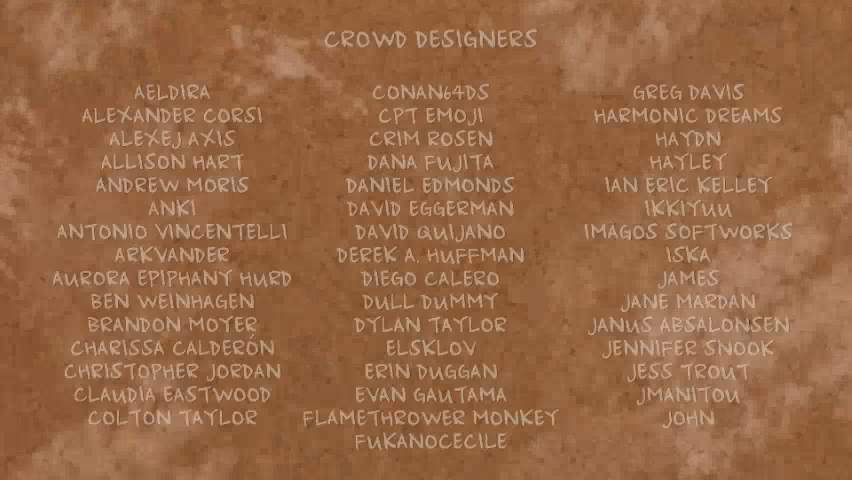 CROWD DESIGNERS
AELDIRA
ALEXANDER CORSI
ALEXEJ AXIS
ALLISON HART
ANDREW MORIS
ANKI
ANTONIO VINCENTELLI
ARKVANDER
AURORA EPIPHANY HURD
BEN WEINHAGEN
BRANDON MOYER
CHARISSA CALDERÓN
CHRISTOPHER JORDAN
CLAUDIA EASTWOOD
COLTON TAYLOR
CONAN64DS
CPT EMOJI
CRIM ROSEN
DANA FUJITA
DANIEL EDMONDS
DAVID EGGERMAN
DAVID QUIJANO
DEREK A. HUFFMAN
DIEGO CALERO
DULL DUMMY
DYLAN TAYLOR
ELSKLOV
ERIN DUGGAN
EVAN GAUTAMA
FLAMETHROWER MONKEY
FUKANOCECILE
GREG DAVIS
HARMONIC DREAMS
HAYDN
HAYLEY
IAN ERIC KELLEY
IKKIYUU
IMAGOS SOFTWORKS
ISKA
JAMES
JANE MARDAN
JANUS ABSALONSEN
JENNIFER SNOOK
JESS TROUT
JMANITOU
JOHN